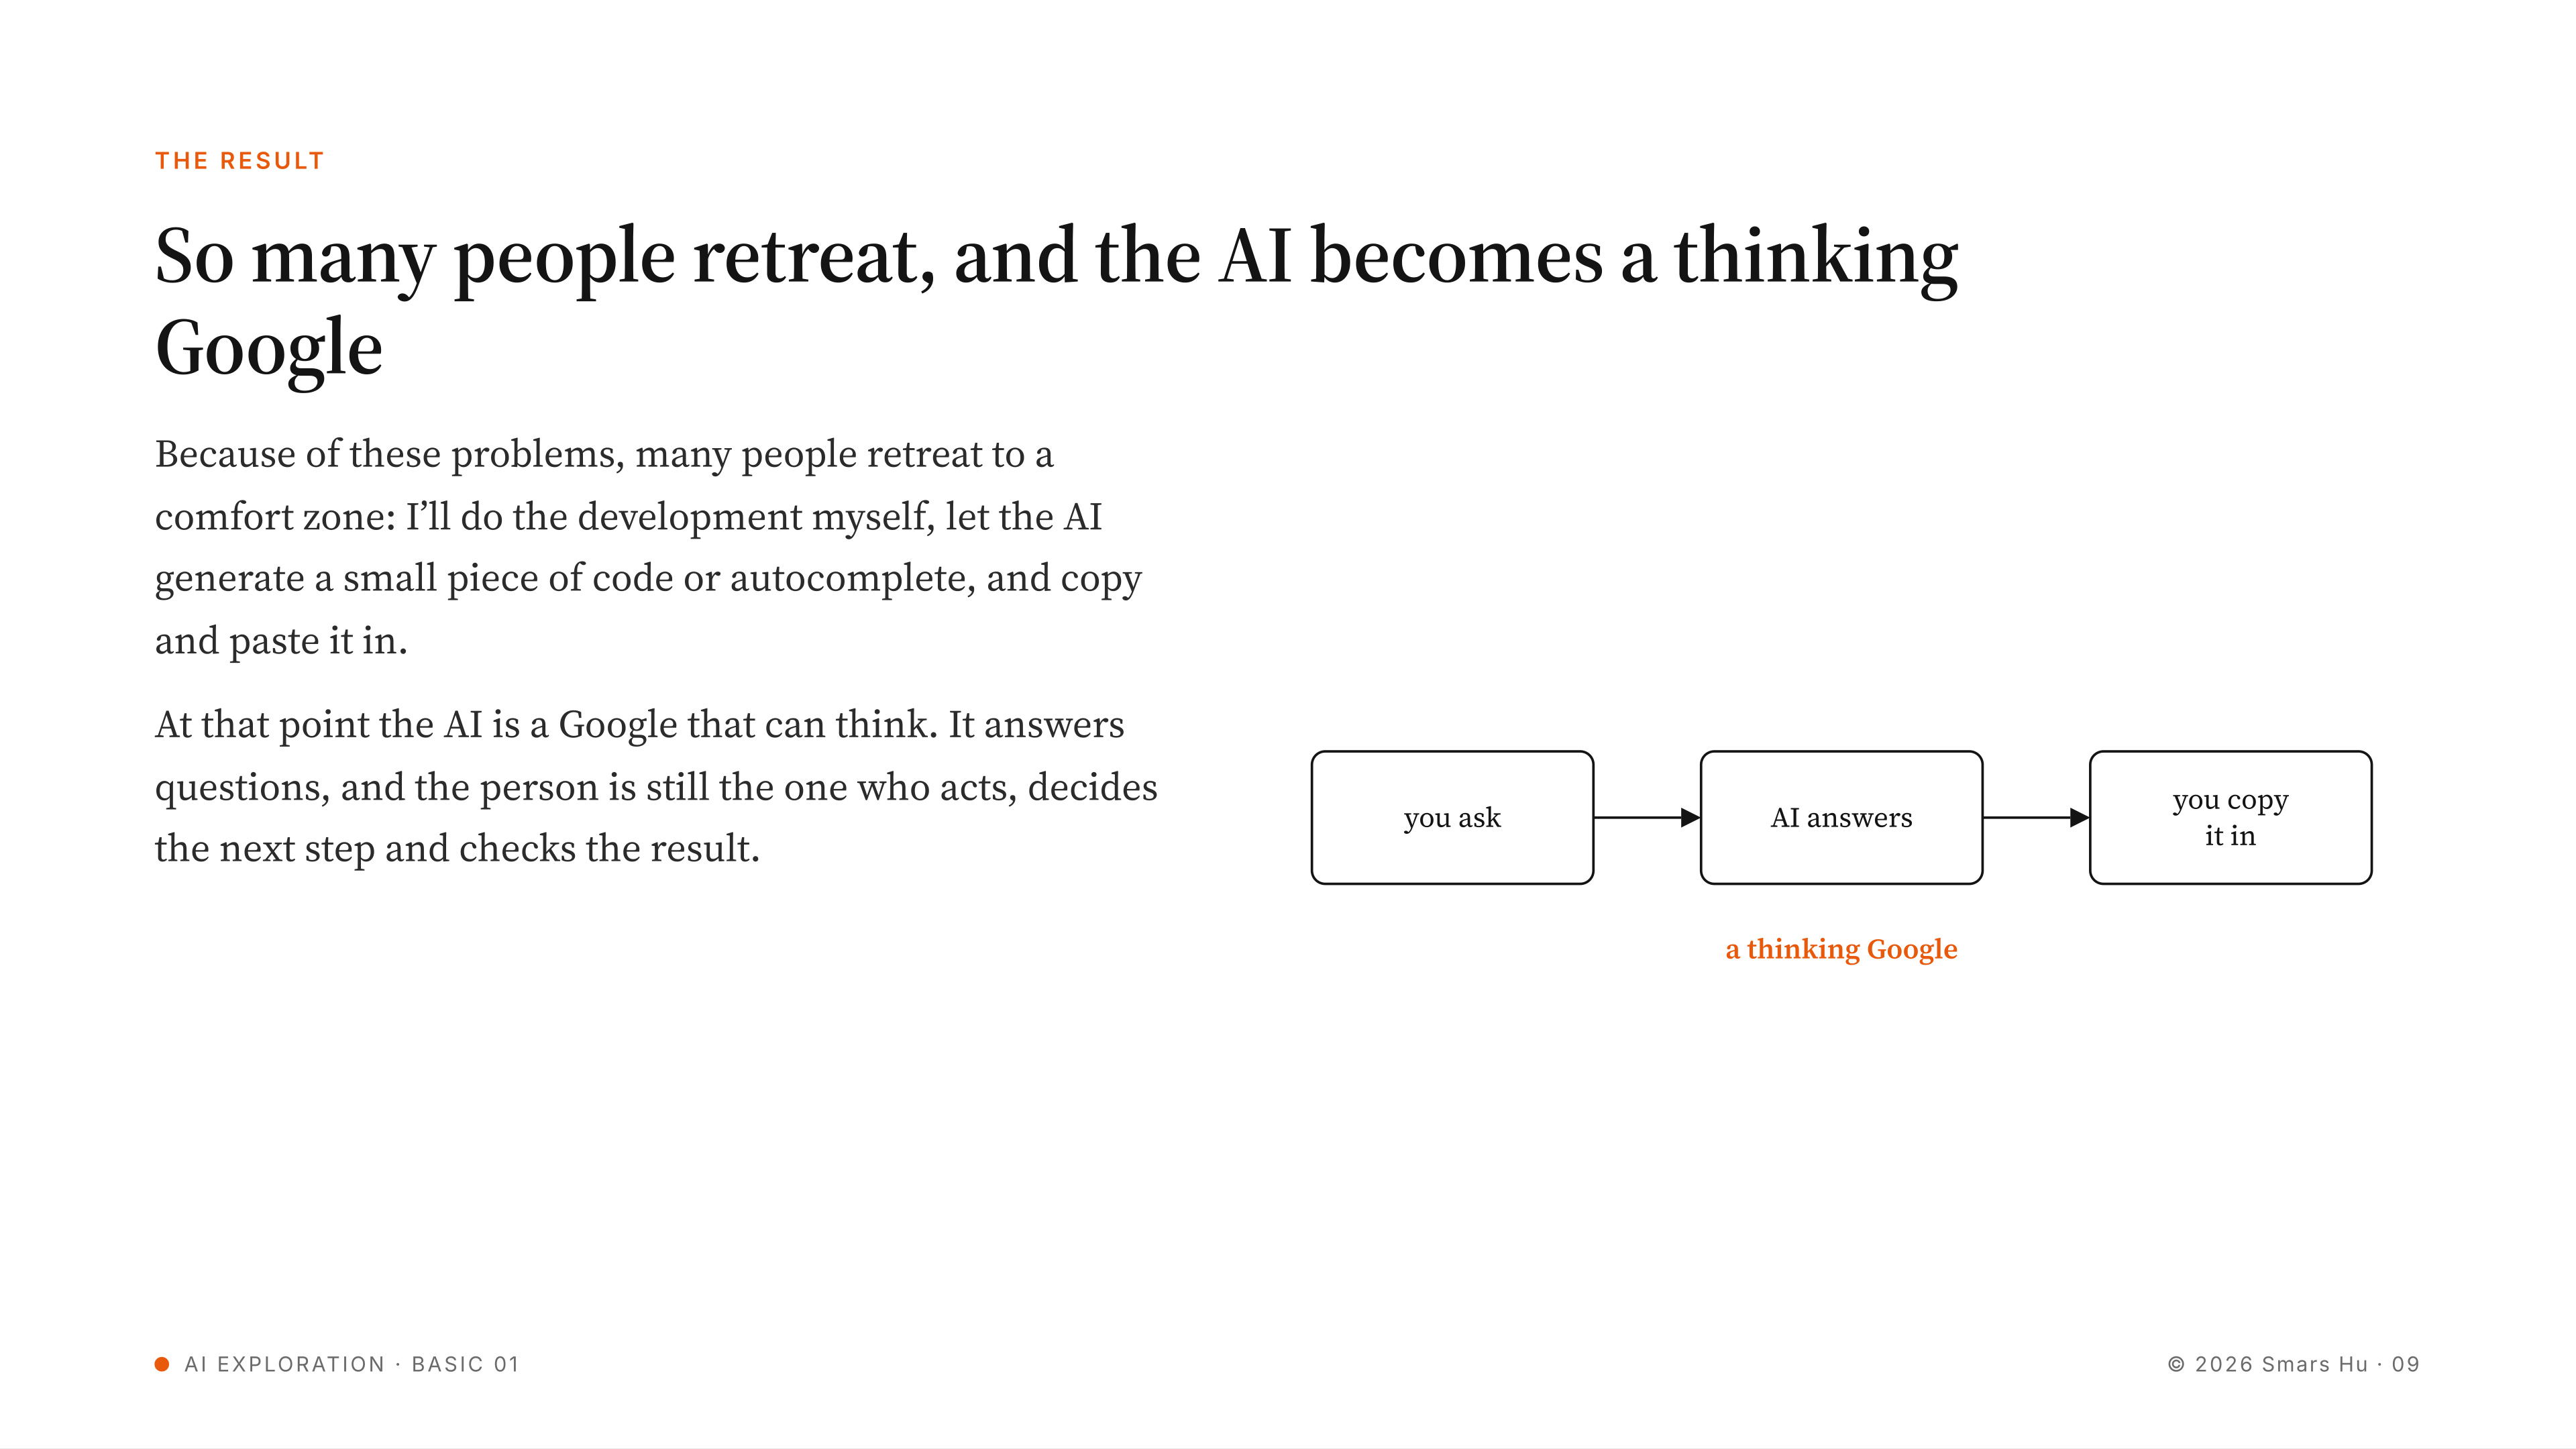 THE RESULT
So many people retreat, and the AI becomes a thinking
Google
Because of these problems, many people retreat to a
comfort zone: I’ll do the development myself, let the AI
generate a small piece of code or autocomplete, and copy
and paste it in.
At that point the AI is a Google that can think. It answers
questions, and the person is still the one who acts, decides
the next step and checks the result.
you ask
AI answers
you copy
it in
a thinking Google
AI EXPLORATION · BASIC 01
© 2026 Smars Hu · 09